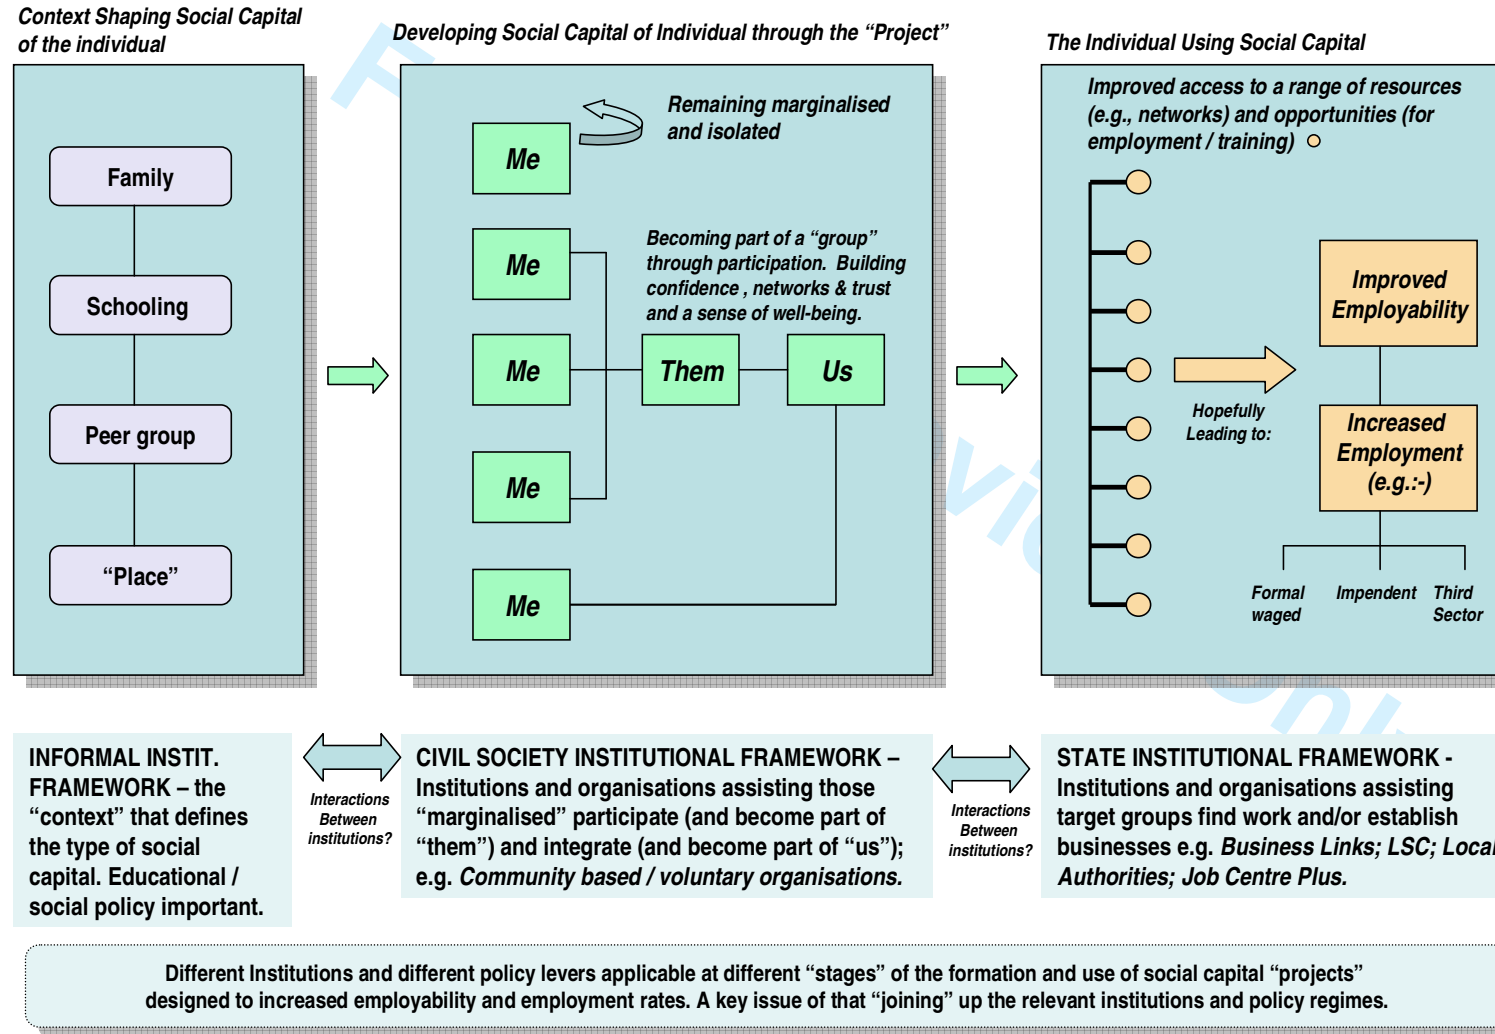 Context Shaping Social Capital
of the individual
Developing Social Capital of Individual through the “Project”
The Individual Using Social Capital
Family
Schooling
Peer group
“Place”
Me
Remaining marginalised
and isolated
Me
Me
Me
Me
Becoming part of a “group”
through participation. Building
confidence , networks & trust
and a sense of well-being.
Them
Us
Improved access to a range of resources
(e.g., networks) and opportunities (for
employment / training)
Hopefully
Leading to:
Improved
Employability
Increased
Employment
(e.g.:-)
Formal
waged
Impendent
Third
Sector
INFORMAL INSTIT.
FRAMEWORK – the
“context” that defines
the type of social
capital. Educational /
social policy important.
Interactions
Between
institutions?
CIVIL SOCIETY INSTITUTIONAL FRAMEWORK –
Institutions and organisations assisting those
“marginalised” participate (and become part of
“them”) and integrate (and become part of “us”);
e.g. Community based / voluntary organisations.
Interactions
Between
institutions?
STATE INSTITUTIONAL FRAMEWORK -
Institutions and organisations assisting
target groups find work and/or establish
businesses e.g. Business Links; LSC; Local
Authorities; Job Centre Plus.
Different Institutions and different policy levers applicable at different “stages” of the formation and use of social capital “projects”
designed to increased employability and employment rates. A key issue of that “joining” up the relevant institutions and policy regimes.